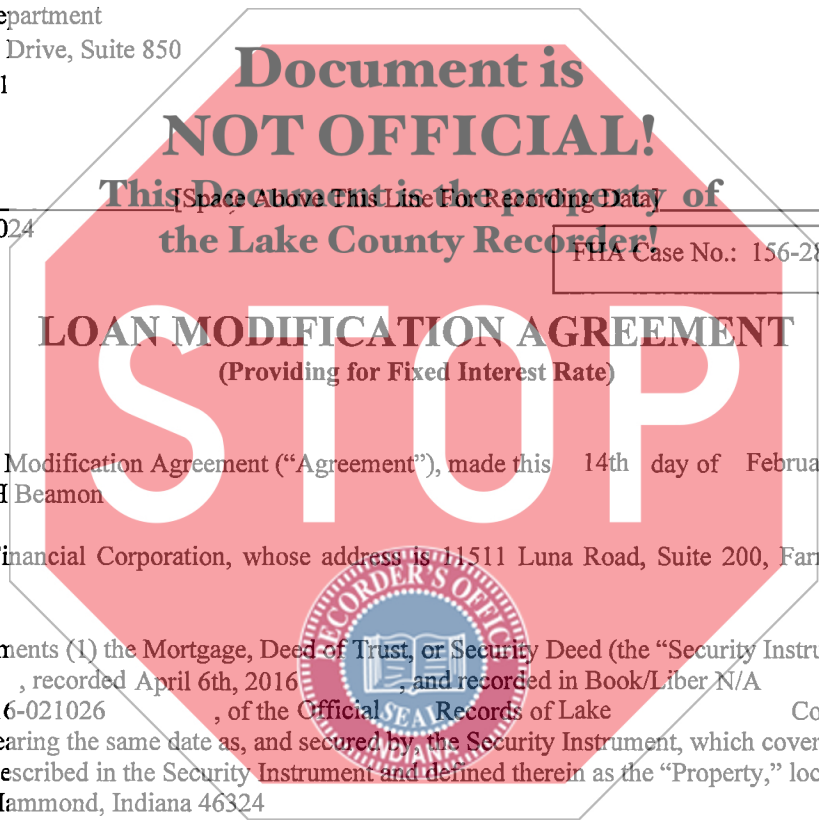 epartment
Drive, Suite 850
l
Document is
NOT OFFICIAL!
This Document is the property of
[Space Above This Line For Recording Data]
024
the Lake County Recorder!
FHA Case No.: 156-28
LOAN MODIFICATION AGREEMENT
(Providing for Fixed Interest Rate)
STOP
Modification Agreement (“Agreement”), made this 14th day of Februa
H Beamon
Financial Corporation, whose address is 11511 Luna Road, Suite 200, Farr
RECORDER'S OFFICE
ments (1) the Mortgage, Deed of Trust, or Security Deed (the “Security Instru
, recorded April 6th, 2016 , and recorded in Book/Liber N/A
6-021026 , of the Official Records of Lake Co
SEAL
earing the same date as, and secured by, the Security Instrument, which cover
INDIANA
escribed in the Security Instrument and defined therein as the “Property,” loc
Hammond, Indiana 46324